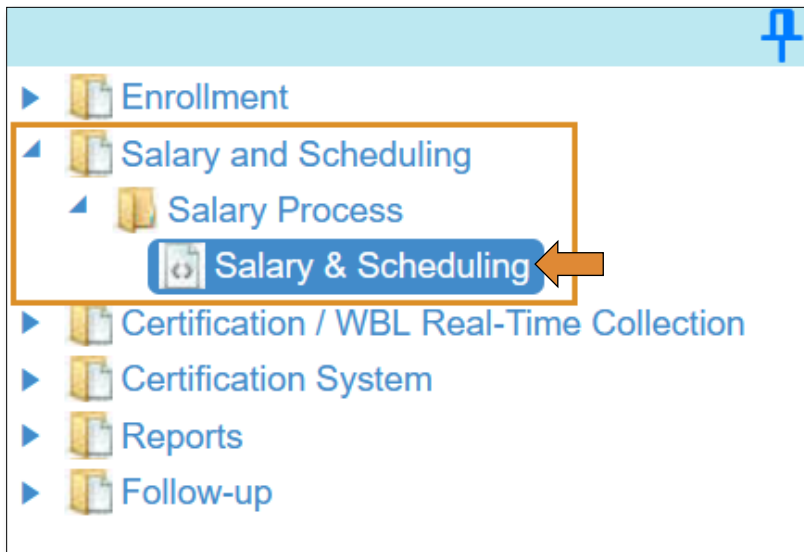 Enrollment
Salary and Scheduling
Salary Process
Salary & Scheduling
Certification / WBL Real-Time Collection
Certification System
Reports
Follow-up